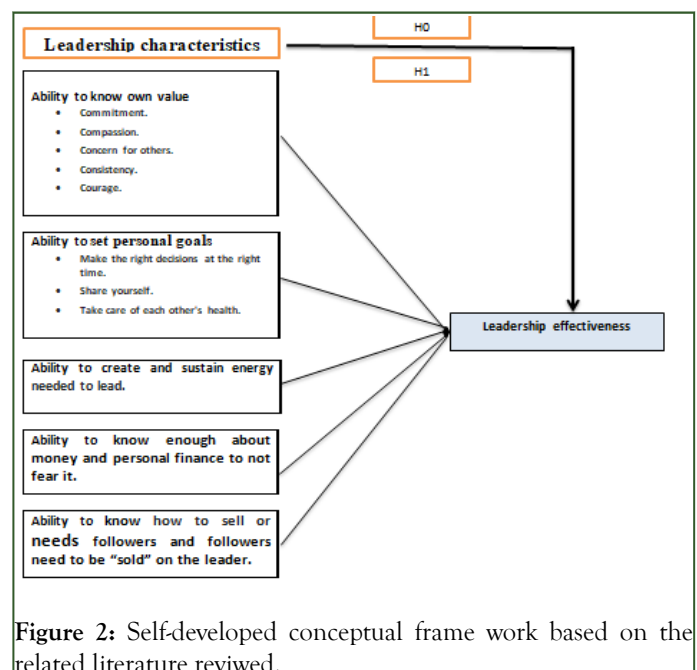 H0
Leadership characteristics
H1
Ability to know own value
• Commitment.
• Compassion.
• Concern for others.
• Consistency.
• Courage.
Ability to set personal goals
• Make the right decisions at the right
time.
• Share yourself.
• Take care of each other's health.
Leadership effectiveness
Ability to create and sustain energy
needed to lead.
Ability to know enough about
money and personal finance to not
fear it.
Ability to know how to sell or
needs followers and followers
need to be “sold” on the leader.
Figure 2: Self-developed conceptual frame work based on the
related literature reviwed.